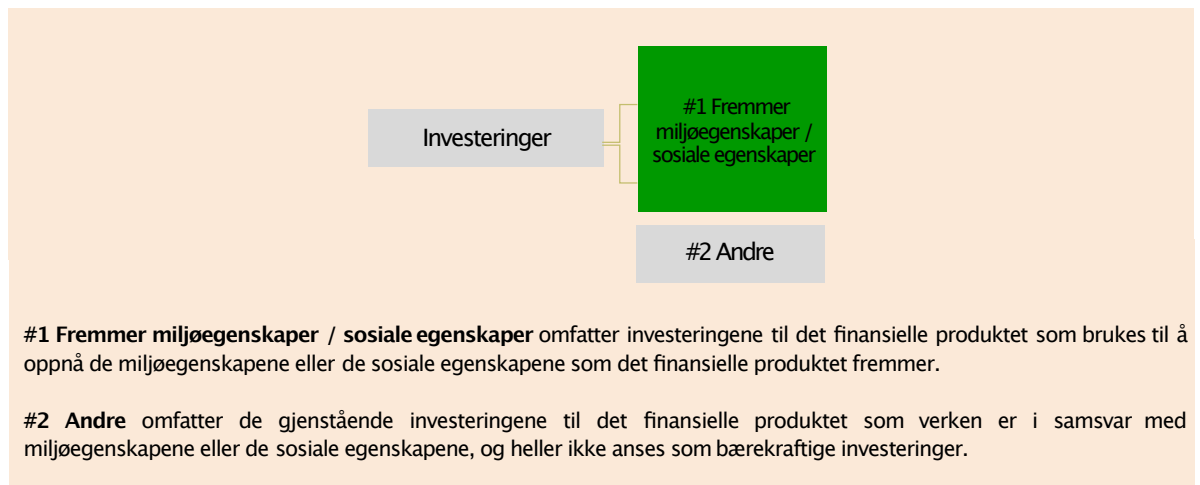 Investeringer
#1 Fremmer
miljøegenskaper /
sosiale egenskaper
#2 Andre
#1 Fremmer miljøegenskaper / sosiale egenskaper omfatter investeringene til det finansielle produktet som brukes til å
oppnå de miljøegenskapene eller de sosiale egenskapene som det finansielle produktet fremmer.
#2 Andre omfatter de gjenstående investeringene til det finansielle produktet som verken er i samsvar med
miljøegenskapene eller de sosiale egenskapene, og heller ikke anses som bærekraftige investeringer.